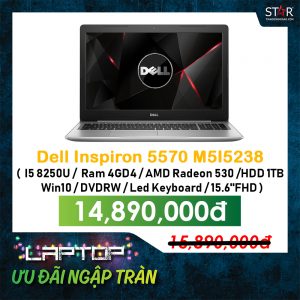 STAR
DELL
DELL
Dell Inspiron 5570 M5I5238
( I5 8250U / Ram 4GD4 / AMD Radeon 530 /HDD 1TB
Win10 / DVDRW / Led Keyboard /15.6"FHD )
14,890,000đ
15,890,000đ
LAPTOP
ƯU ĐÃI NGẬP TRÀN